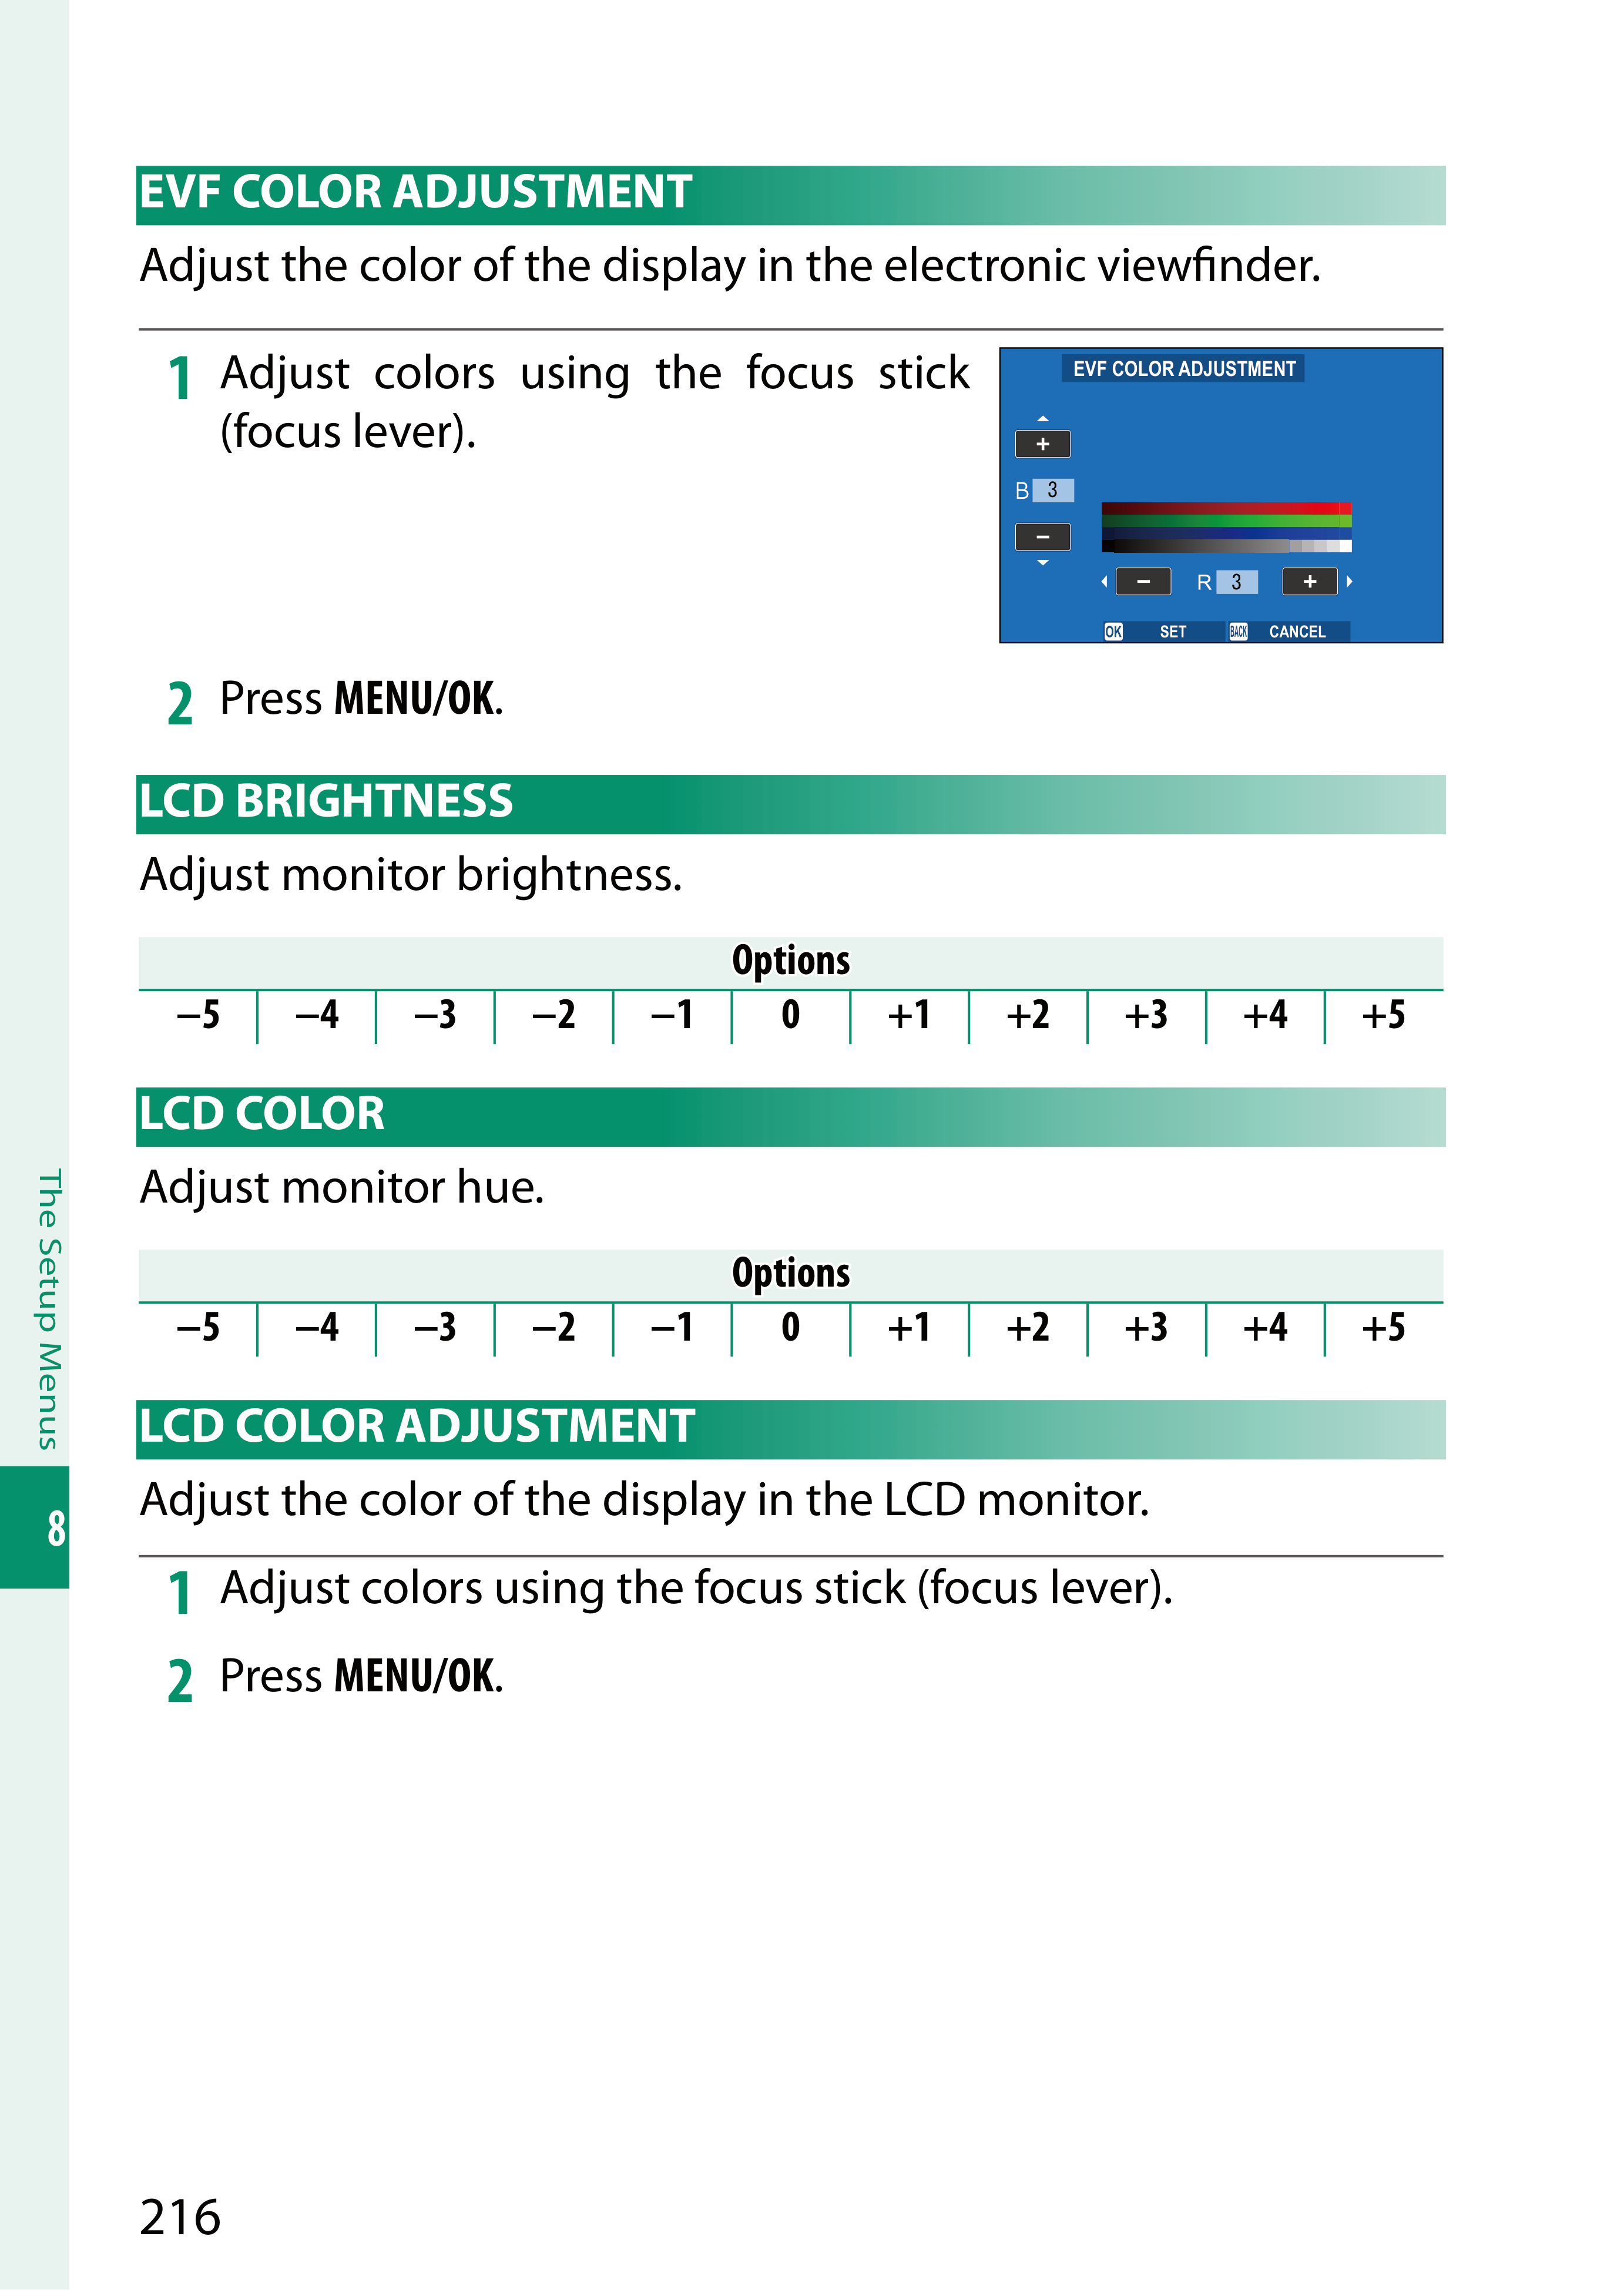 EVF COLOR ADJUSTMENT
Adjust the color of the display in the electronic viewfinder.
1 Adjust colors using the focus stick
(focus lever).
EVF COLOR ADJUSTMENT
+
B 3
−
− R 3 +
OK SET BACK CANCEL
2 Press MENU/OK.
LCD BRIGHTNESS
Adjust monitor brightness.
Options
−5 −4 −3 −2 −1 0 +1 +2 +3 +4 +5
LCD COLOR
Adjust monitor hue.
Options
−5 −4 −3 −2 −1 0 +1 +2 +3 +4 +5
LCD COLOR ADJUSTMENT
Adjust the color of the display in the LCD monitor.
1 Adjust colors using the focus stick (focus lever).
2 Press MENU/OK.
The Setup Menus
8
216